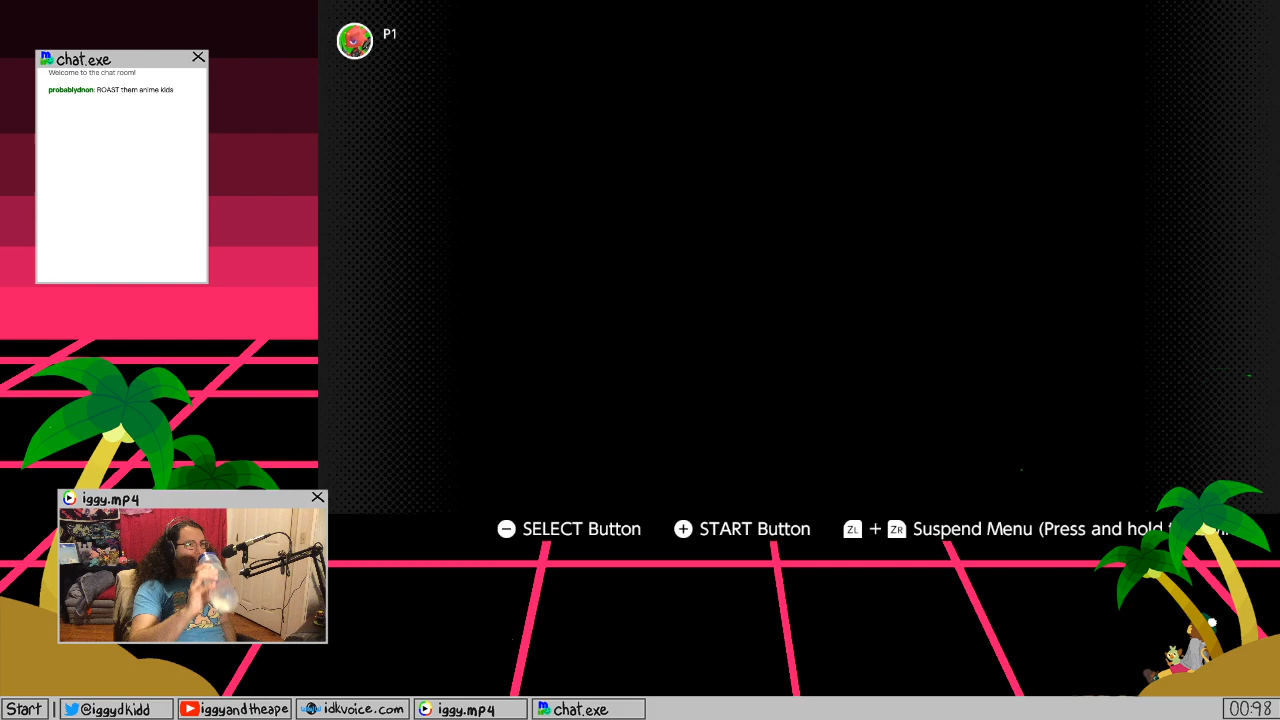 P1
chat.exe
Welcome to the chat room!
probablydnon: ROAST them anime kids
iggy.mp4
SELECT Button
START Button
ZL + ZR Suspend Menu (Press and hold
Start | @iggydkidd iggyandtheape idkvoice.com iggy.mp4 chat.exe 00:98